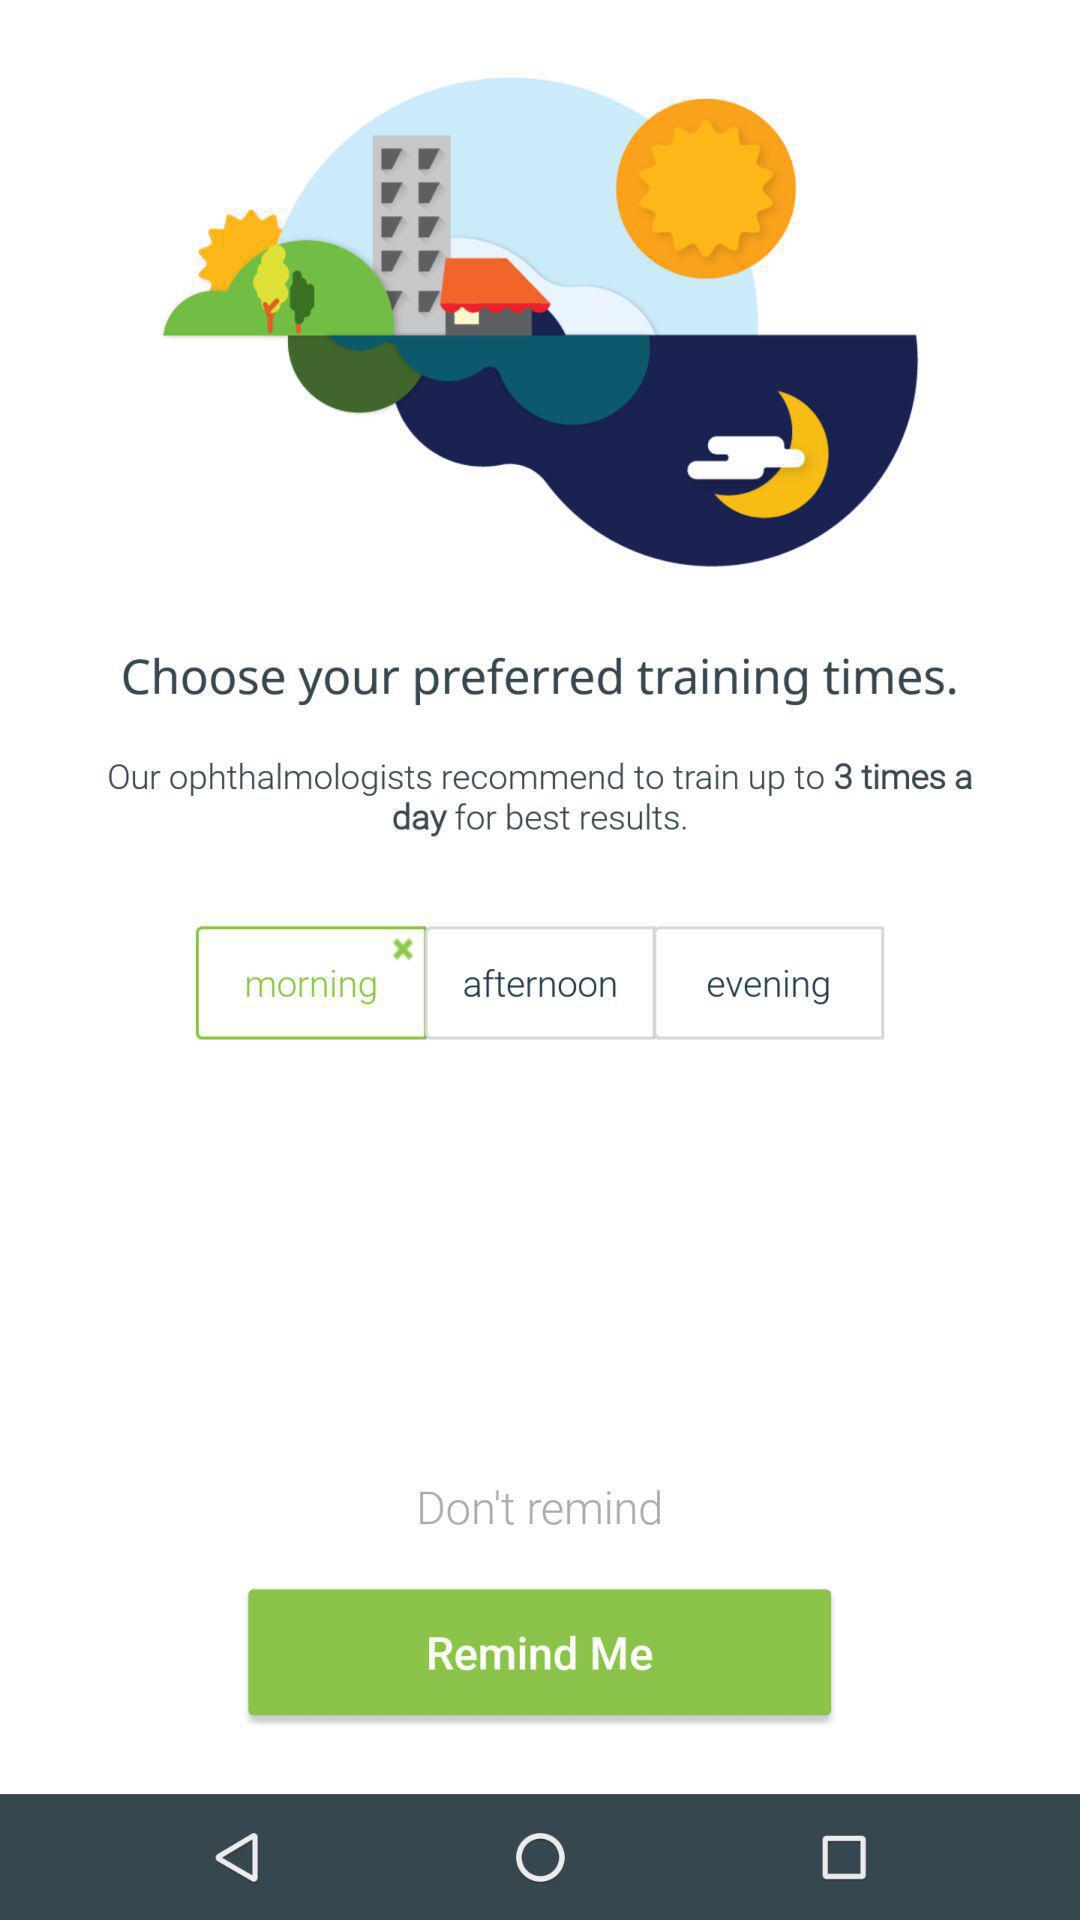 Choose your preferred training times.
Our ophthalmologists recommend to train up to 3 times a
day for best results.
morning afternoon evening
Don't remind
Remind Me